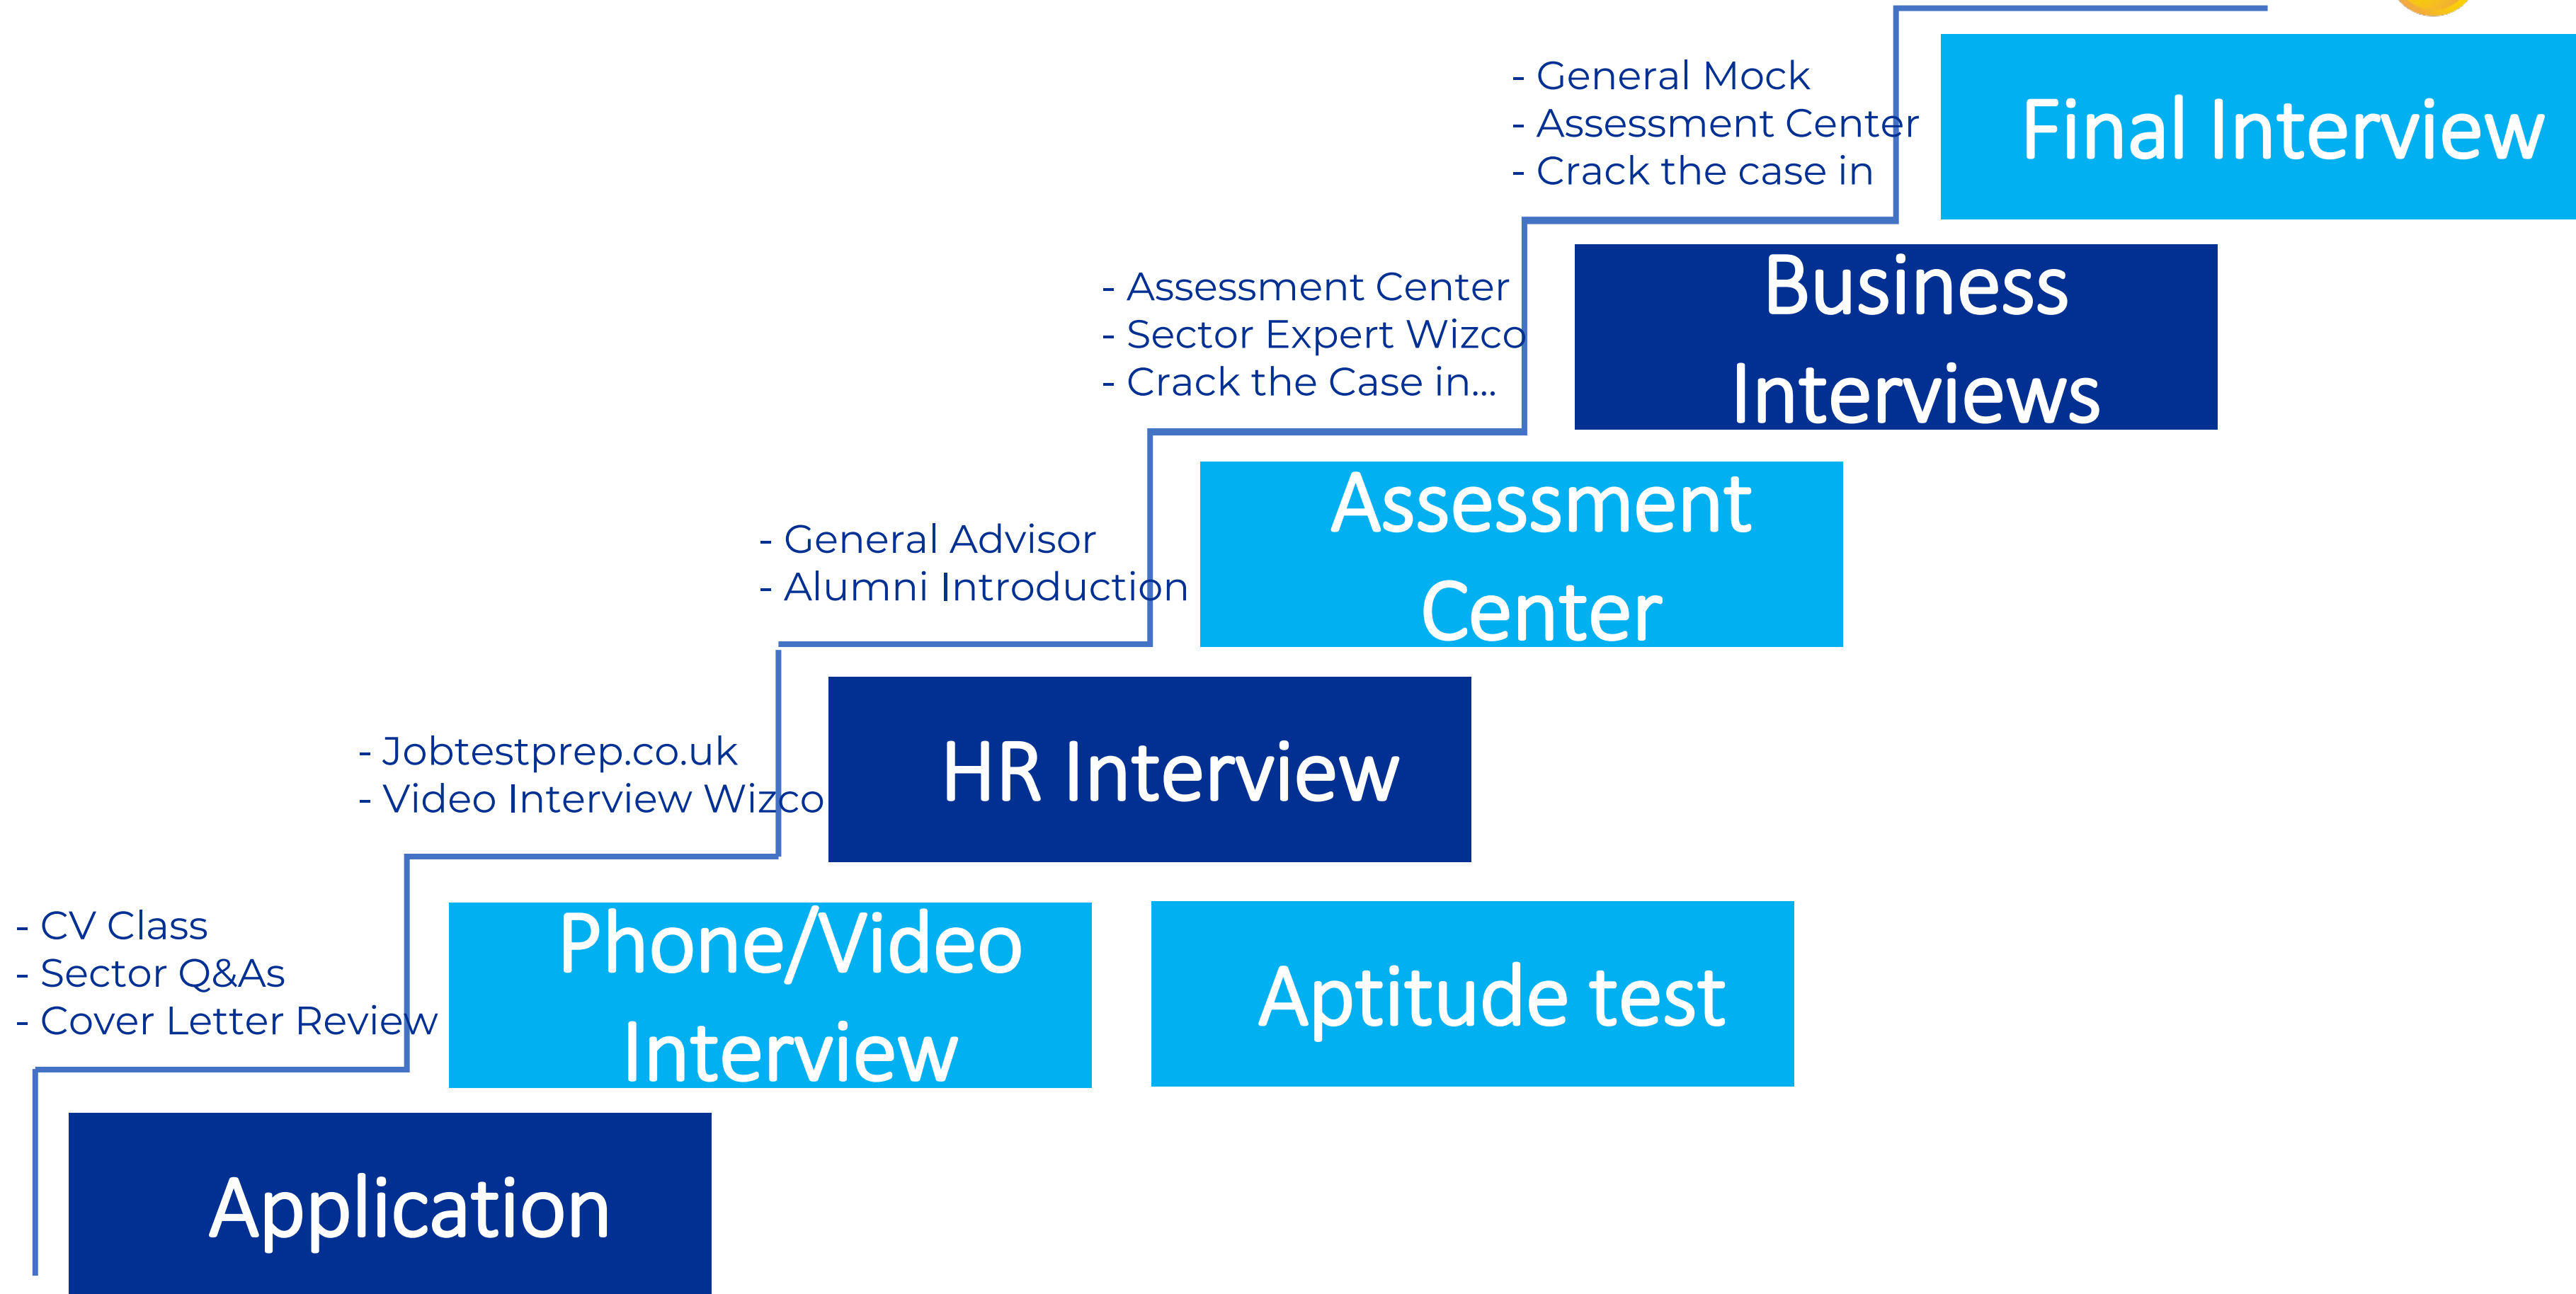 - General Mock
- Assessment Center
- Crack the case in
Final Interview
- Assessment Center
- Sector Expert Wizco
- Crack the Case in...
Business
Interviews
- General Advisor
- Alumni Introduction
Assessment
Center
- Jobtestprep.co.uk
- Video Interview Wizco
HR Interview
- CV Class
- Sector Q&As
- Cover Letter Review
Phone/Video
Interview
Aptitude test
Application